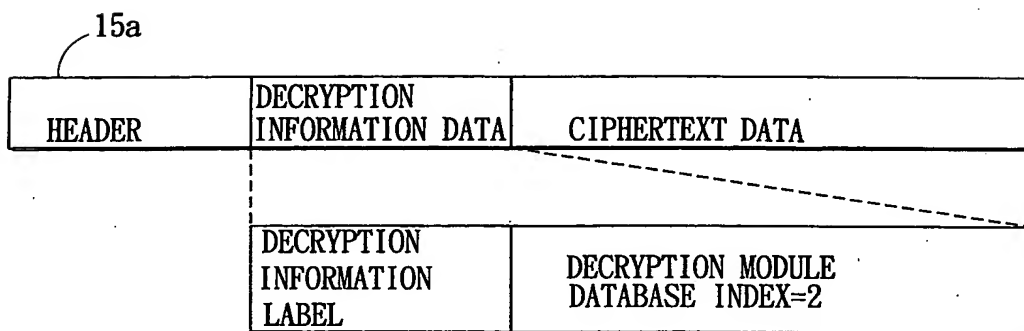 15a
HEADER
DECRYPTION
INFORMATION DATA
CIPHERTEXT DATA
DECRYPTION
INFORMATION
LABEL
DECRYPTION MODULE
DATABASE INDEX=2